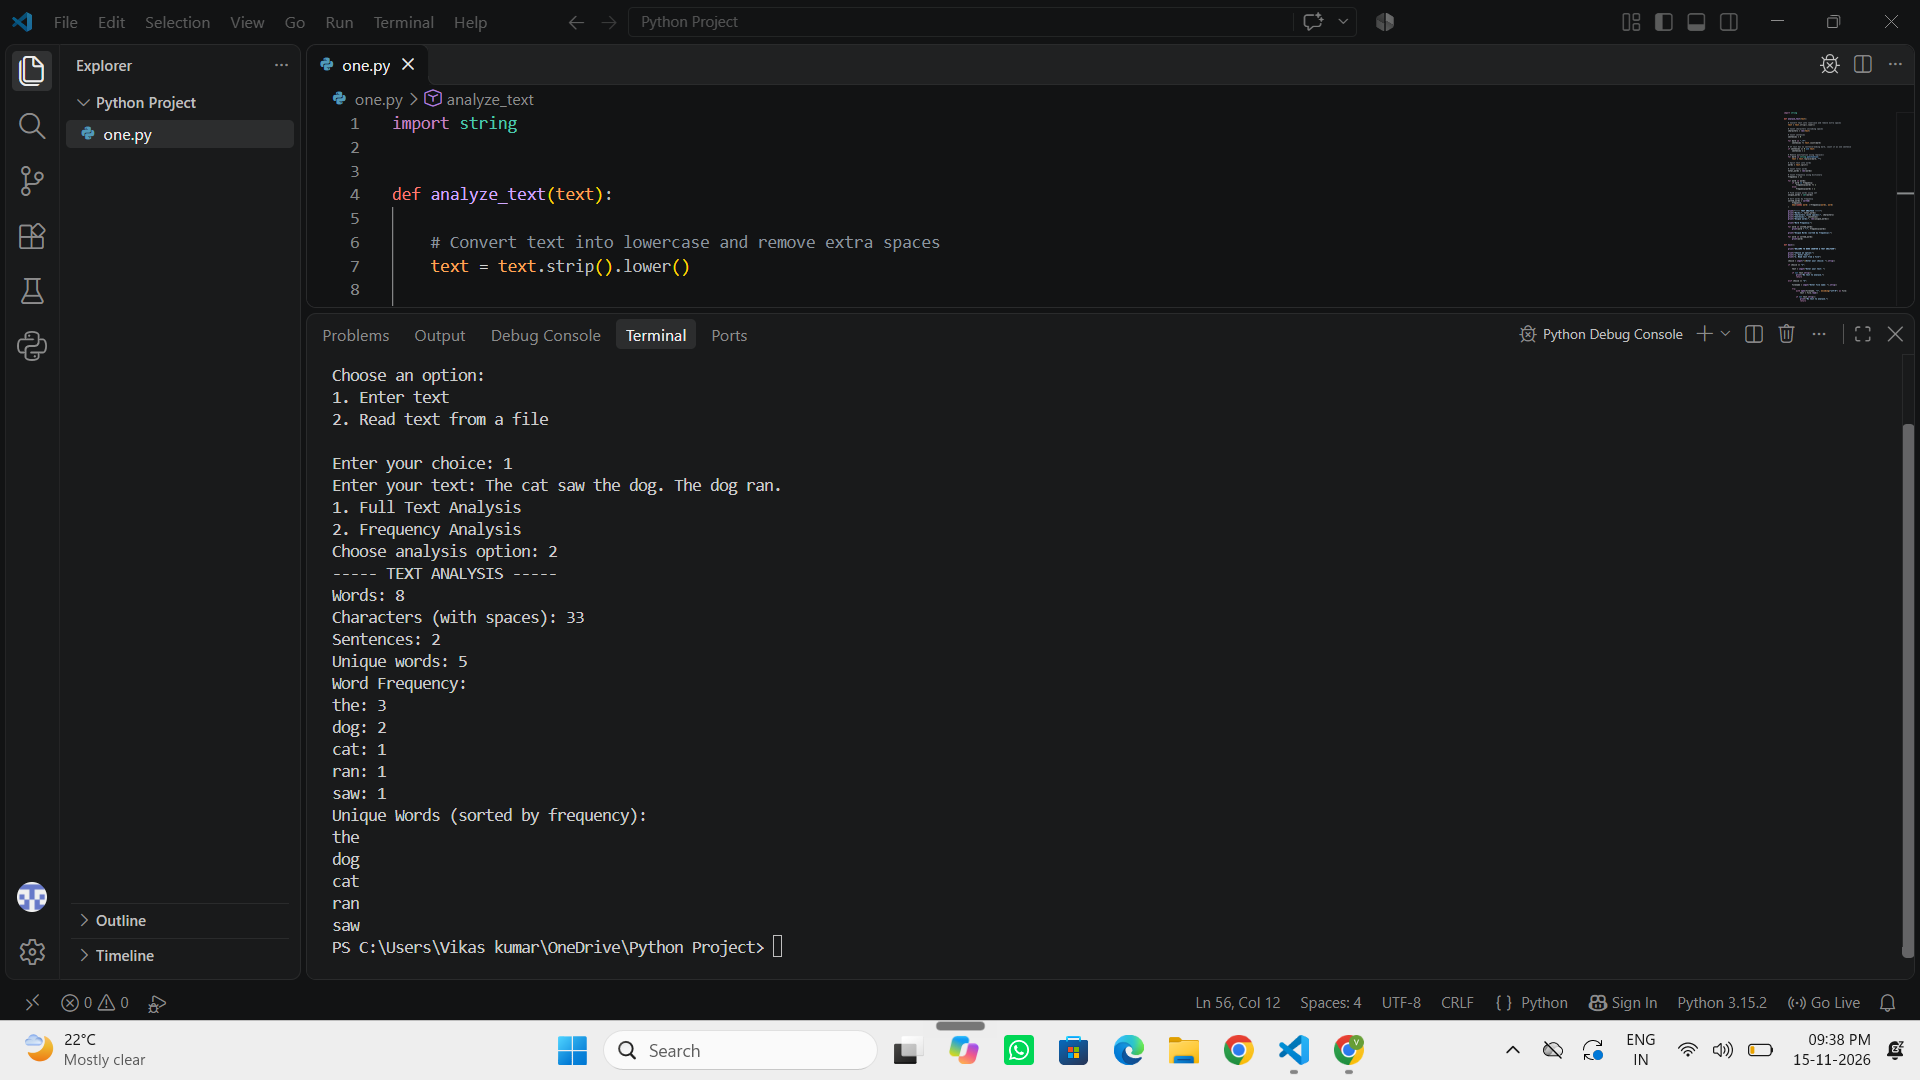 File Edit Selection View Go Run Terminal Help
Python Project
Explorer
Python Project
one.py
Outline
Timeline
one.py
one.py > analyze_text
1 import string
2
3
4 def analyze_text(text):
5
6 # Convert text into lowercase and remove extra spaces
7 text = text.strip().lower()
8
Problems Output Debug Console Terminal Ports
Python Debug Console
Choose an option:
1. Enter text
2. Read text from a file
Enter your choice: 1
Enter your text: The cat saw the dog. The dog ran.
1. Full Text Analysis
2. Frequency Analysis
Choose analysis option: 2
----- TEXT ANALYSIS -----
Words: 8
Characters (with spaces): 33
Sentences: 2
Unique words: 5
Word Frequency:
the: 3
dog: 2
cat: 1
ran: 1
saw: 1
Unique Words (sorted by frequency):
the
dog
cat
ran
saw
PS C:\Users\Vikas kumar\OneDrive\Python Project>
0 0
Ln 56, Col 12 Spaces: 4 UTF-8 CRLF { } Python Sign In Python 3.15.2 Go Live
22°C
Mostly clear
Search
ENG
IN
09:38 PM
15-11-2026